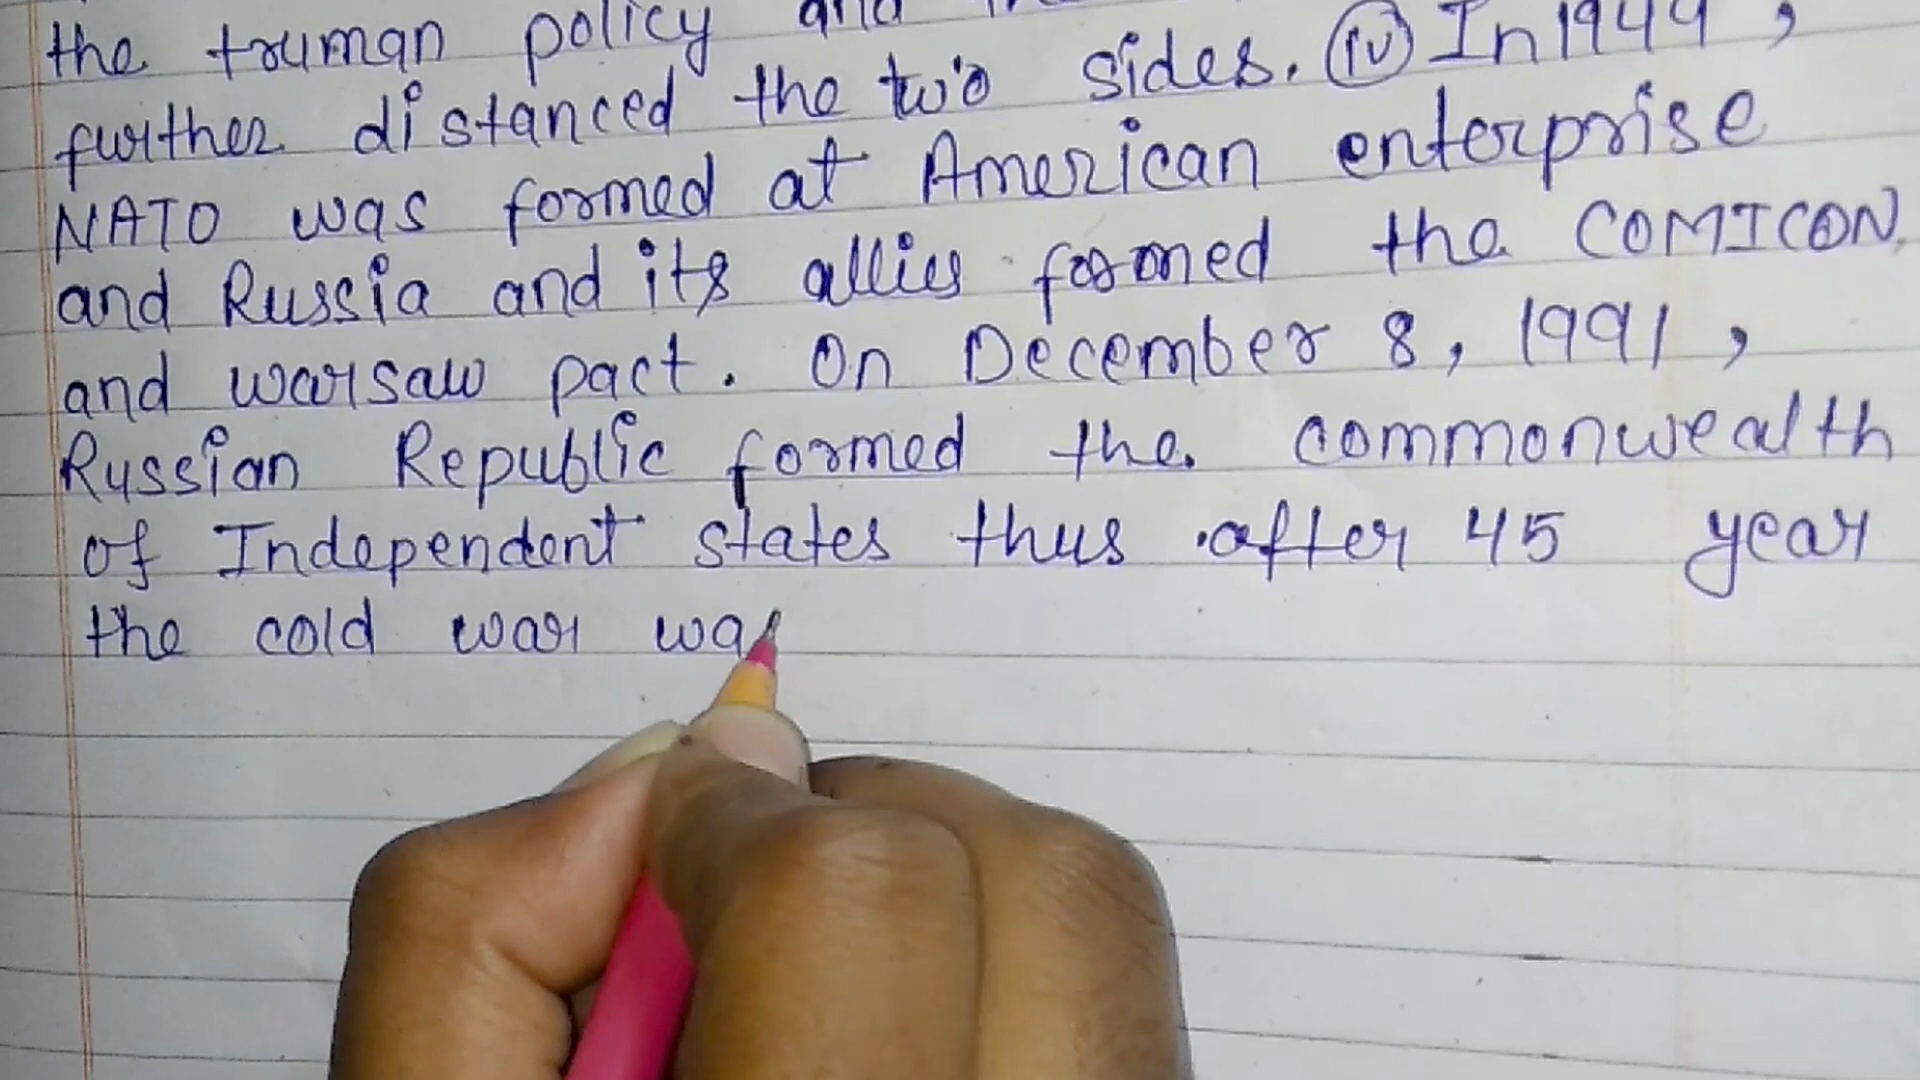 the truman policy and
further distanced the two sides. (iv) In 1949,
NATO was formed at American enterprise
and Russia and its allies formed the COMICON,
and warsaw pact. On December 8, 1991,
Russian Republic formed the commonwealth
of Independent states thus after 45 year
the cold war was